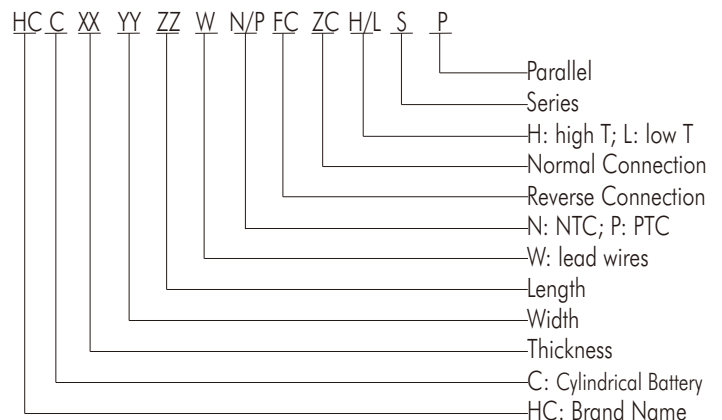 HC C XX YY ZZ W N/P FC ZC H/L S P
Parallel
Series
H: high T; L: low T
Normal Connection
Reverse Connection
N: NTC; P: PTC
W: lead wires
Length
Width
Thickness
C: Cylindrical Battery
HC: Brand Name